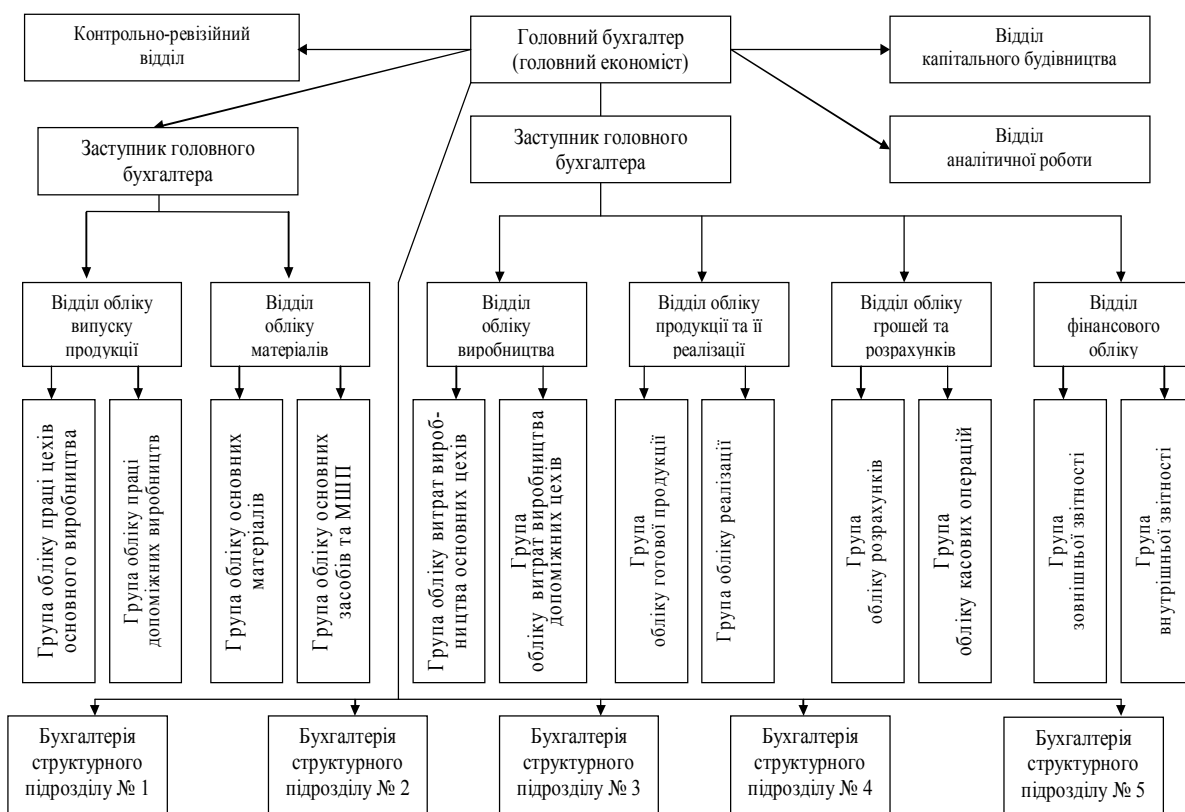 Контрольно-ревізійний
відділ
Головний бухгалтер
(головний економіст)
Відділ
капітального будівництва
Заступник головного
бухгалтера
Заступник головного
бухгалтера
Відділ
аналітичної роботи
Відділ обліку
випуску
продукції
Відділ
обліку
матеріалів
Відділ
обліку
виробництва
Відділ обліку
продукції та її
реалізації
Відділ обліку
грошей та
розрахунків
Відділ
фінансового
обліку
Група обліку праці цехів
основного виробництва
Група обліку праці
допоміжних виробництв
Група обліку основних
матеріалів
Група обліку основних
засобів та МШП
Група обліку витрат вироб-
ництва основних цехів
Група
обліку витрат виробництва
допоміжних цехів
Група
обліку готової продукції
Група обліку реалізації
Група
обліку розрахунків
Група
обліку касових операцій
Група
зовнішньої звітності
Група
внутрішньої звітності
Бухгалтерія
структурного
підрозділу № 1
Бухгалтерія
структурного
підрозділу № 2
Бухгалтерія
структурного
підрозділу № 3
Бухгалтерія
структурного
підрозділу № 4
Бухгалтерія
структурного
підрозділу № 5